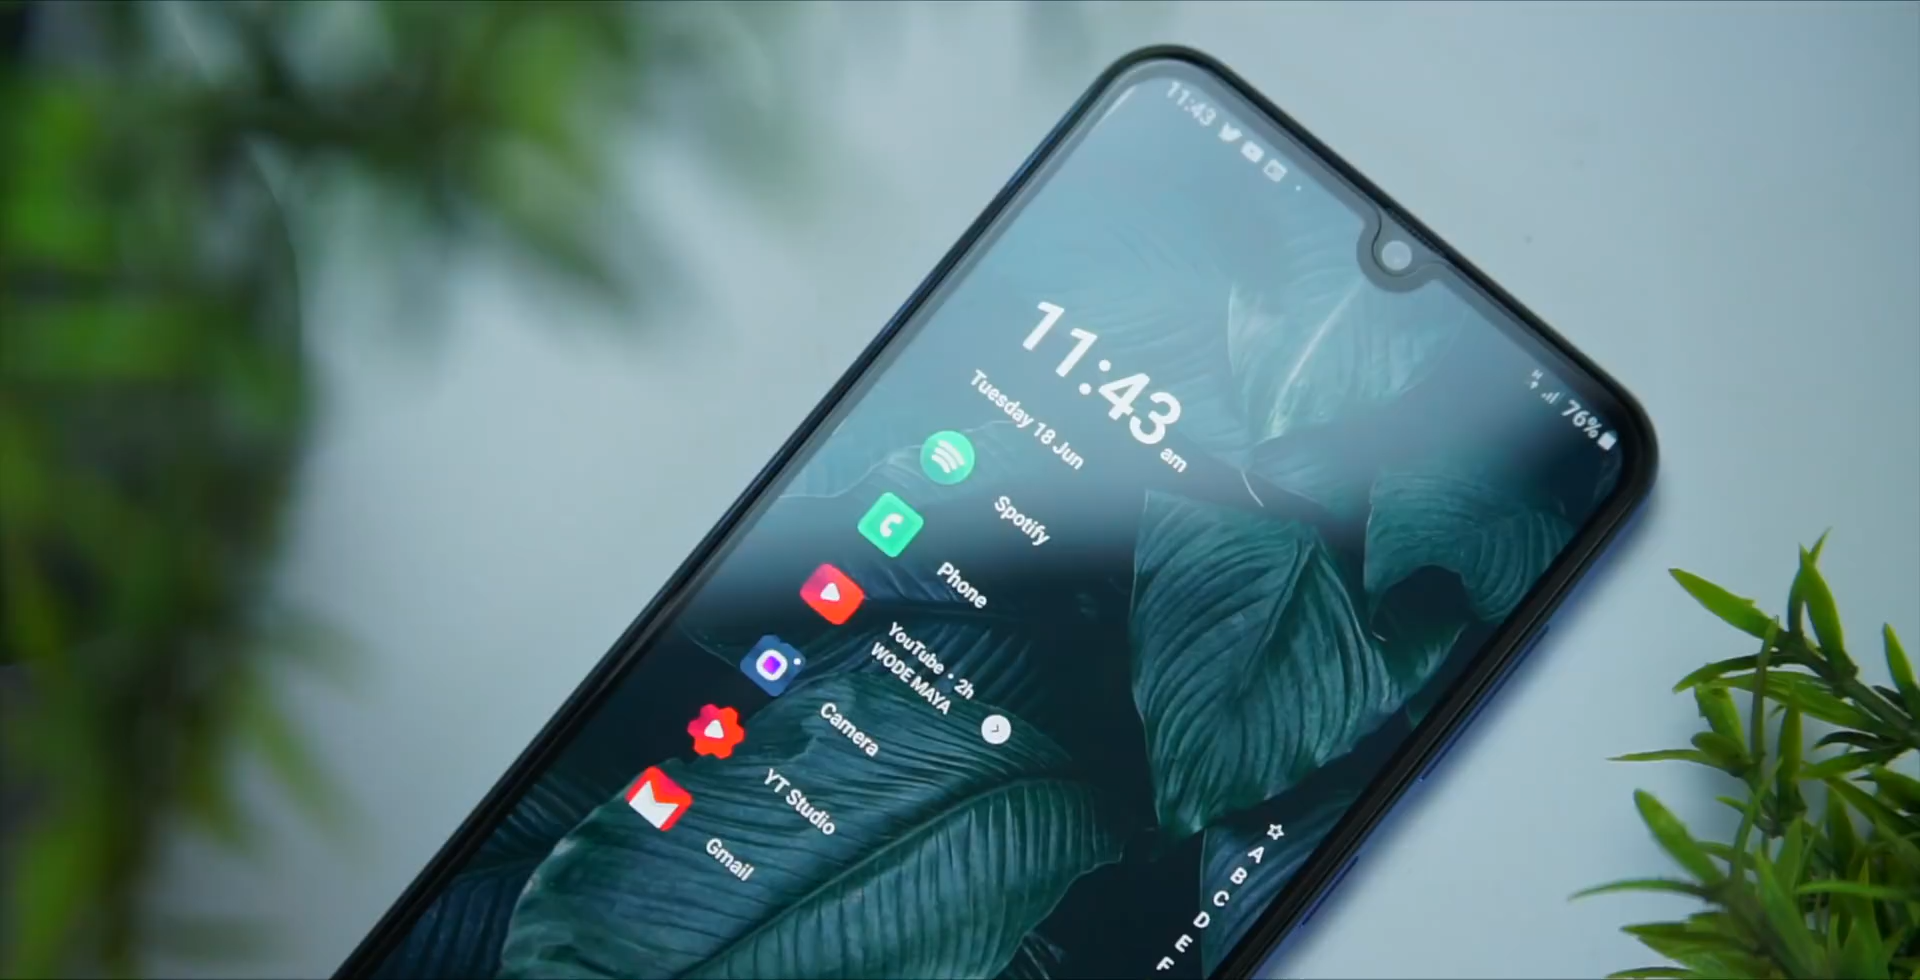 11:43
76%
11:43 am
Tuesday 18 Jun
Spotify
Phone
YouTube • 2h
WODE MAYA
Camera
YT Studio
Gmail
A
B
C
D
E
F